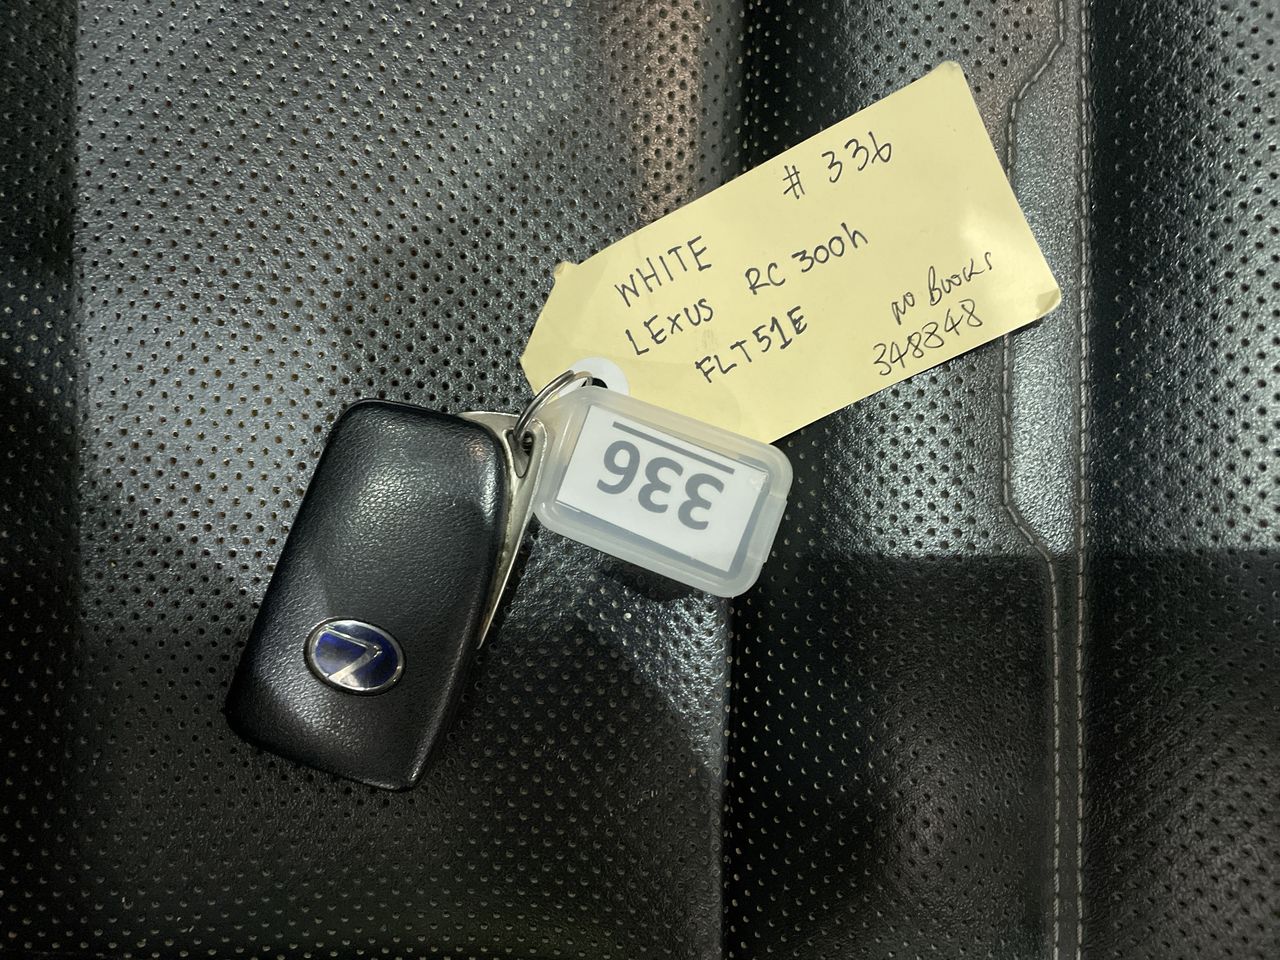 # 336
WHITE
LEXUS RC 300h
FLT51E
NO BOOKS
348848
336